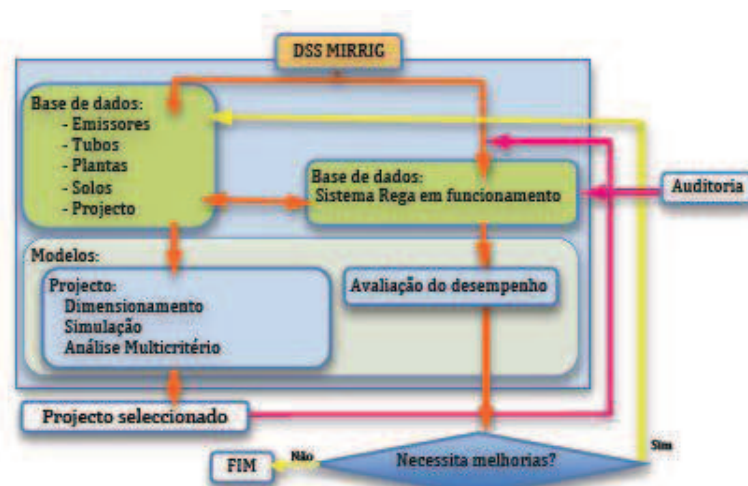 DSS MIRRIG
Base de dados:
- Emissores
- Tubos
- Plantas
- Solos
- Projecto
Base de dados:
Sistema Rega em funcionamento
Auditoria
Modelos:
Projecto:
Dimensionamento
Simulação
Análise Multicritério
Avaliação do desempenho
Projecto seleccionado
Necessita melhorias?
Sim
Não
FIM